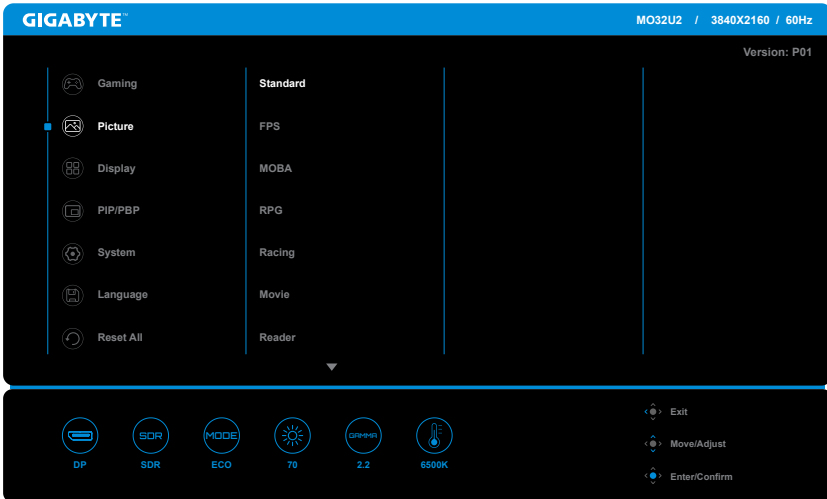 GIGABYTE™
MO32U2 / 3840X2160 / 60Hz
Version: P01
Gaming
Picture
Display
PIP/PBP
System
Language
Reset All
Standard
FPS
MOBA
RPG
Racing
Movie
Reader
SDR
MODE
GAMMA
DP
SDR
ECO
70
2.2
6500K
Exit
Move/Adjust
Enter/Confirm